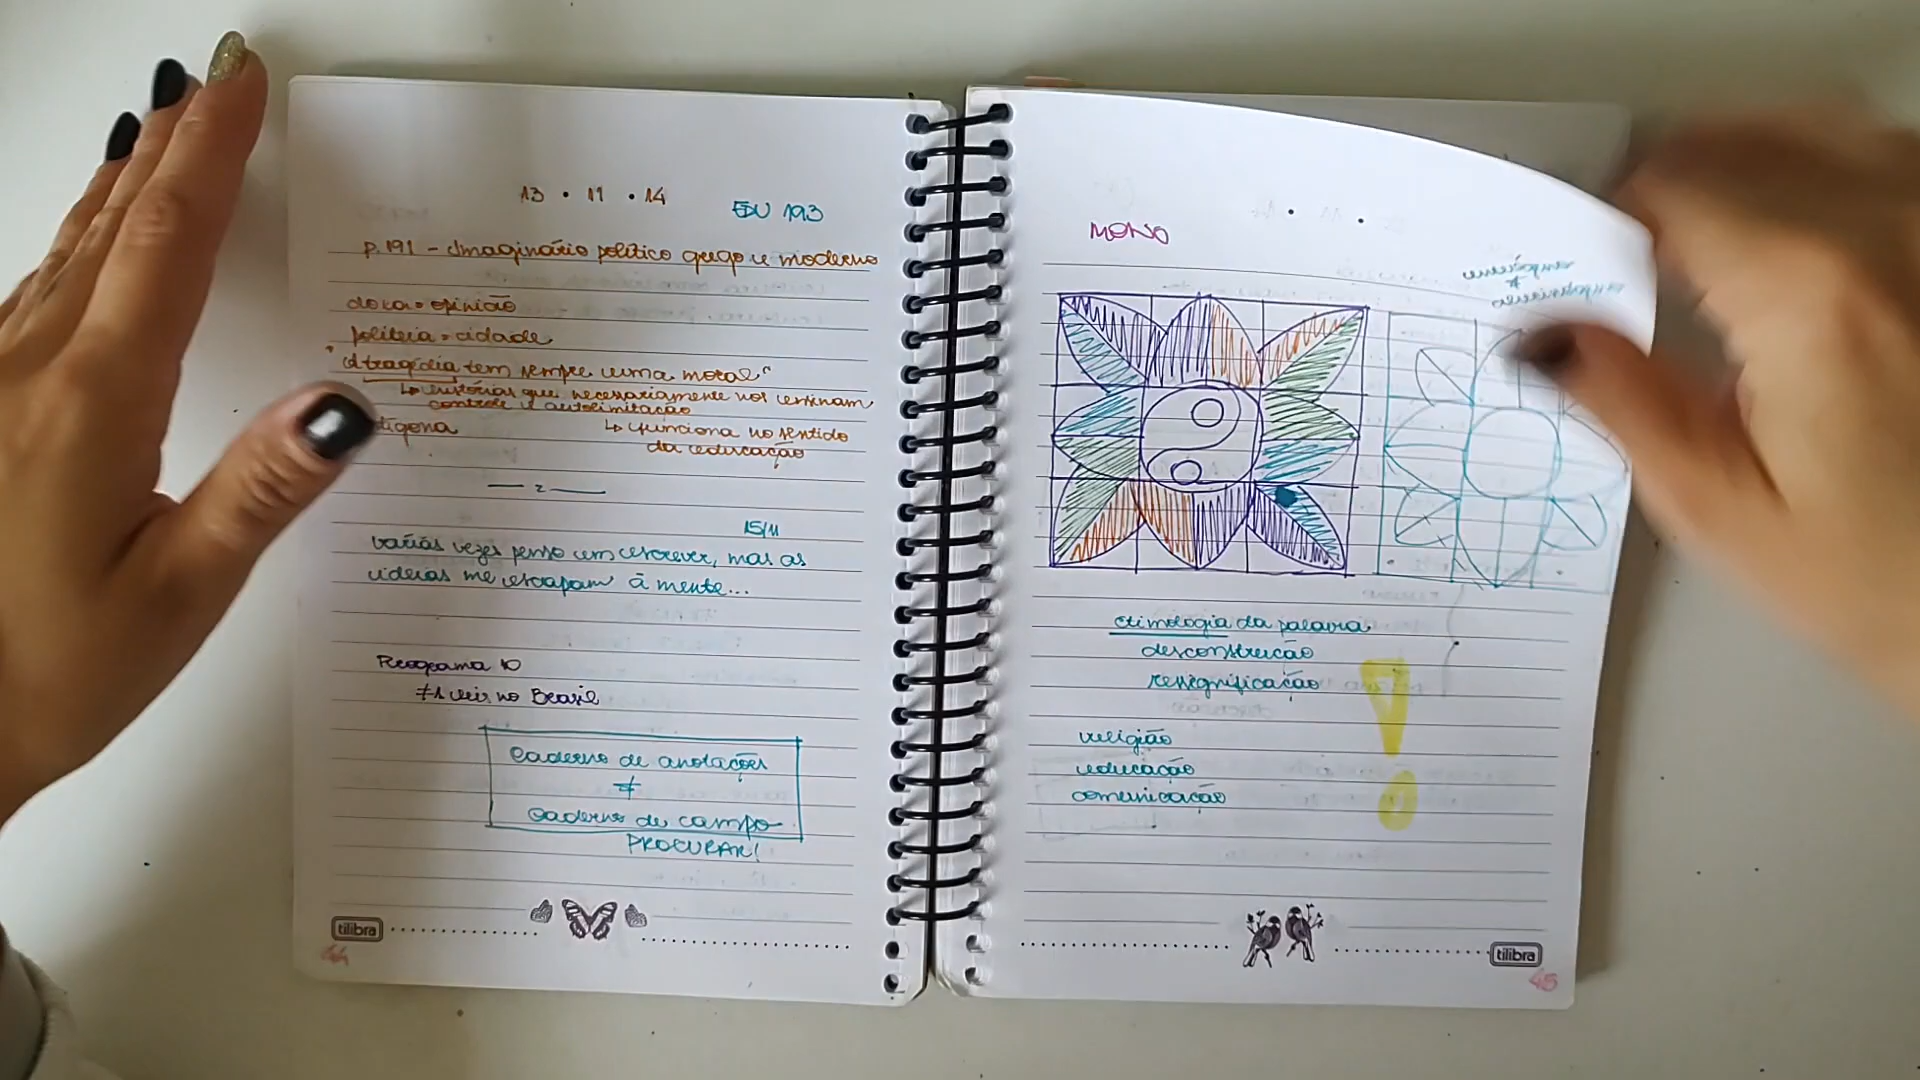 13 • 11 • 14
EDU 193
p. 191 - Imaginário político grego e moderno
doxa = opinião
politeia = cidade
"A tragédia tem sempre uma moral"
↳ histórias que necessariamente nos ensinam
controle e autolimitação
tígona
↳ funciona no sentido
da educação
15/11
várias vezes penso em escrever, mas as
ideias me escapam à mente...
Programa 10
≠1 leis no Brasil
Caderno de anotações
≠
Caderno de campo
PROCURAR!
tilibra
44
MONO
etimologia da palavra
desconstrução
ressignificação
!
religião
educação
comunicação
tilibra
45